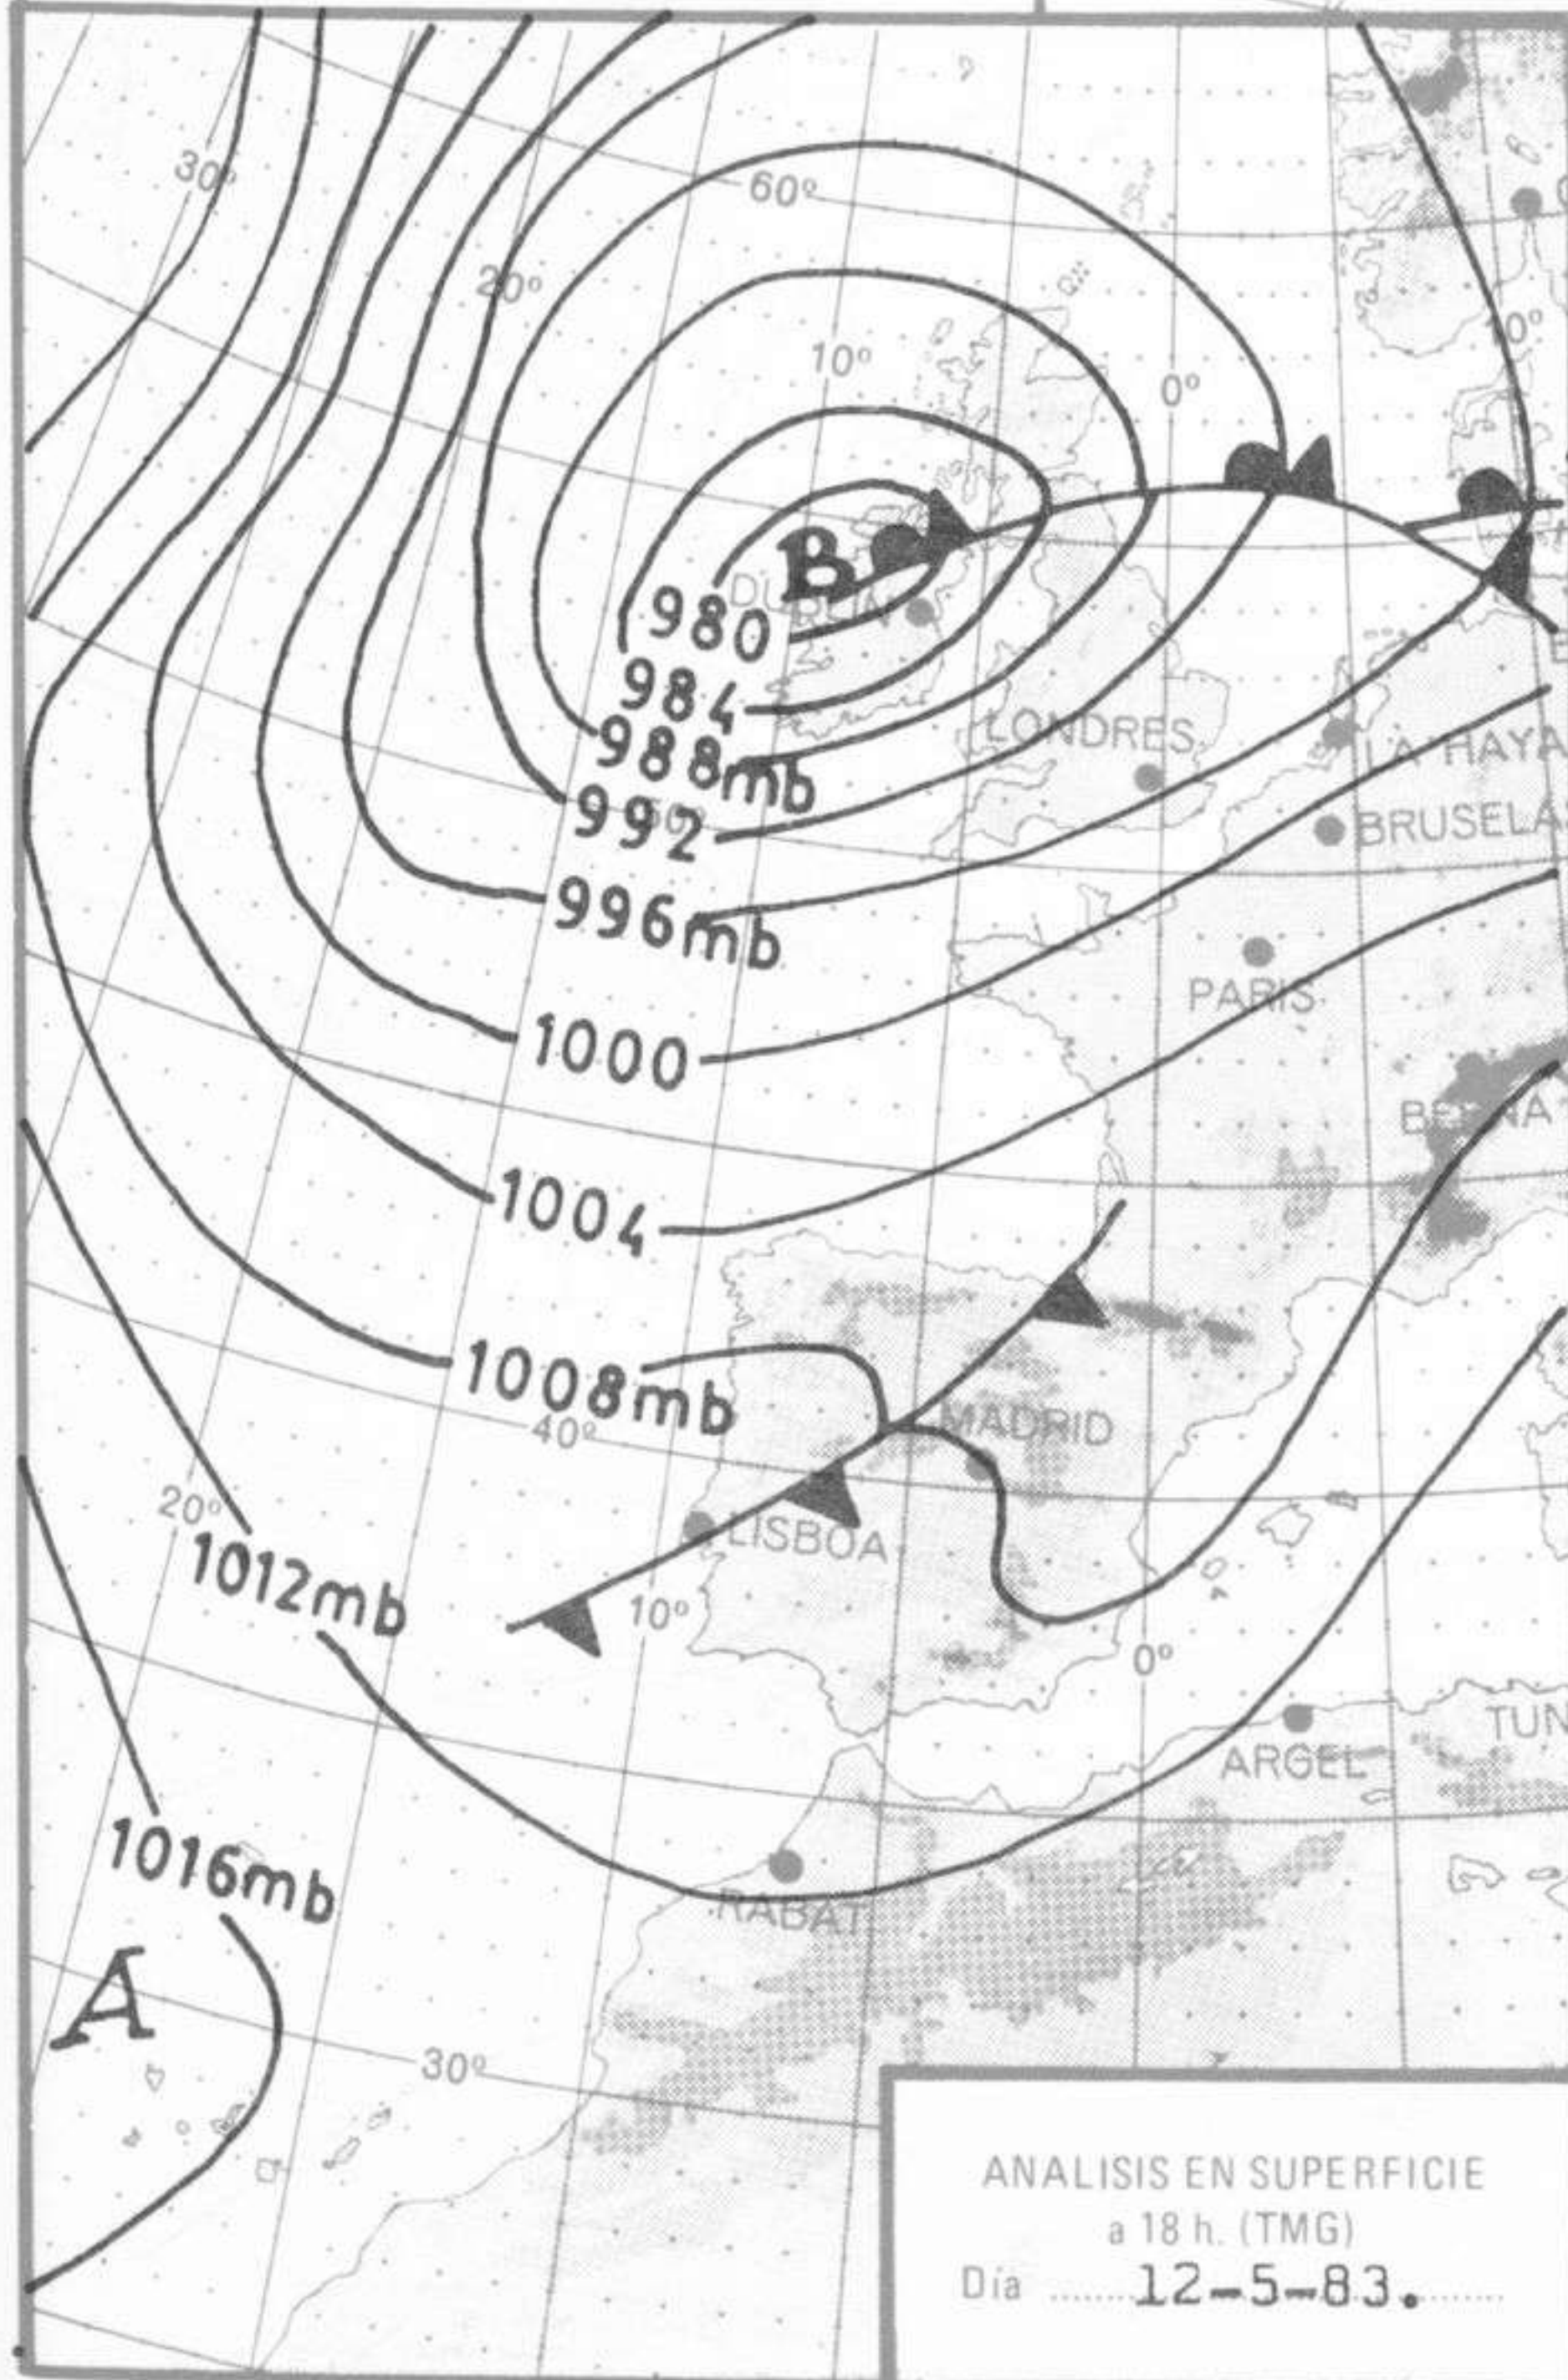 30º
60º
20º
10º
0º
10º
B
DUBLIN
980
984
LONDRES
988mb
LA HAYA
992
BRUSELA
996mb
PARIS
1000
BERNA
1004
1008mb
MADRID
40º
20º
LISBOA
1012mb
10º
0º
TUN
ARGEL
1016mb
RABAT
A
30º
ANALISIS EN SUPERFICIE
a 18 h. (TMG)
Día 12-5-83.